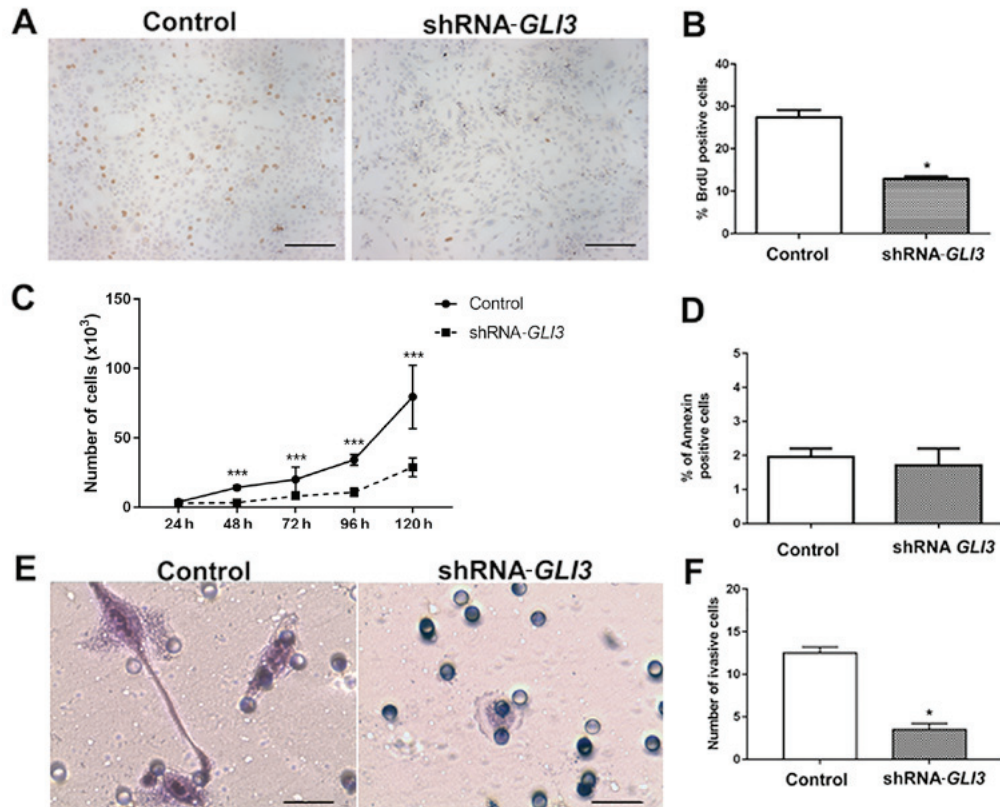 A
Control
shRNA-GLI3
B
% BrdU positive cells
40
30
20
10
0
*
Control
shRNA-GLI3
C
Number of cells (x10³)
150
100
50
0
Control
shRNA-GLI3
***
***
***
***
24 h
48 h
72 h
96 h
120 h
D
% of Annexin
positive cells
5
4
3
2
1
0
Control
shRNA GLI3
E
Control
shRNA-GLI3
F
Number of ivasive cells
20
15
10
5
0
*
Control
shRNA-GLI3